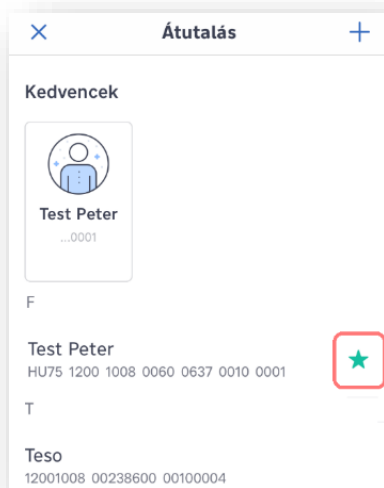 Átutalás
Kedvencek
Test Peter
...0001
F
Test Peter
HU75 1200 1008 0060 0637 0010 0001
T
Teso
12001008 00238600 00100004